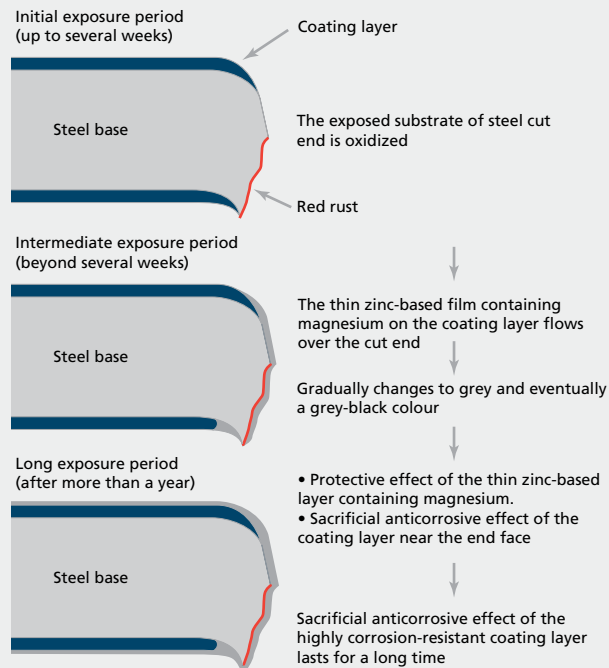 Initial exposure period
(up to several weeks)
Coating layer
Steel base
The exposed substrate of steel cut
end is oxidized
Red rust
Intermediate exposure period
(beyond several weeks)
Steel base
The thin zinc-based film containing
magnesium on the coating layer flows
over the cut end
Gradually changes to grey and eventually
a grey-black colour
Long exposure period
(after more than a year)
• Protective effect of the thin zinc-based
layer containing magnesium.
• Sacrificial anticorrosive effect of the
coating layer near the end face
Steel base
Sacrificial anticorrosive effect of the
highly corrosion-resistant coating layer
lasts for a long time